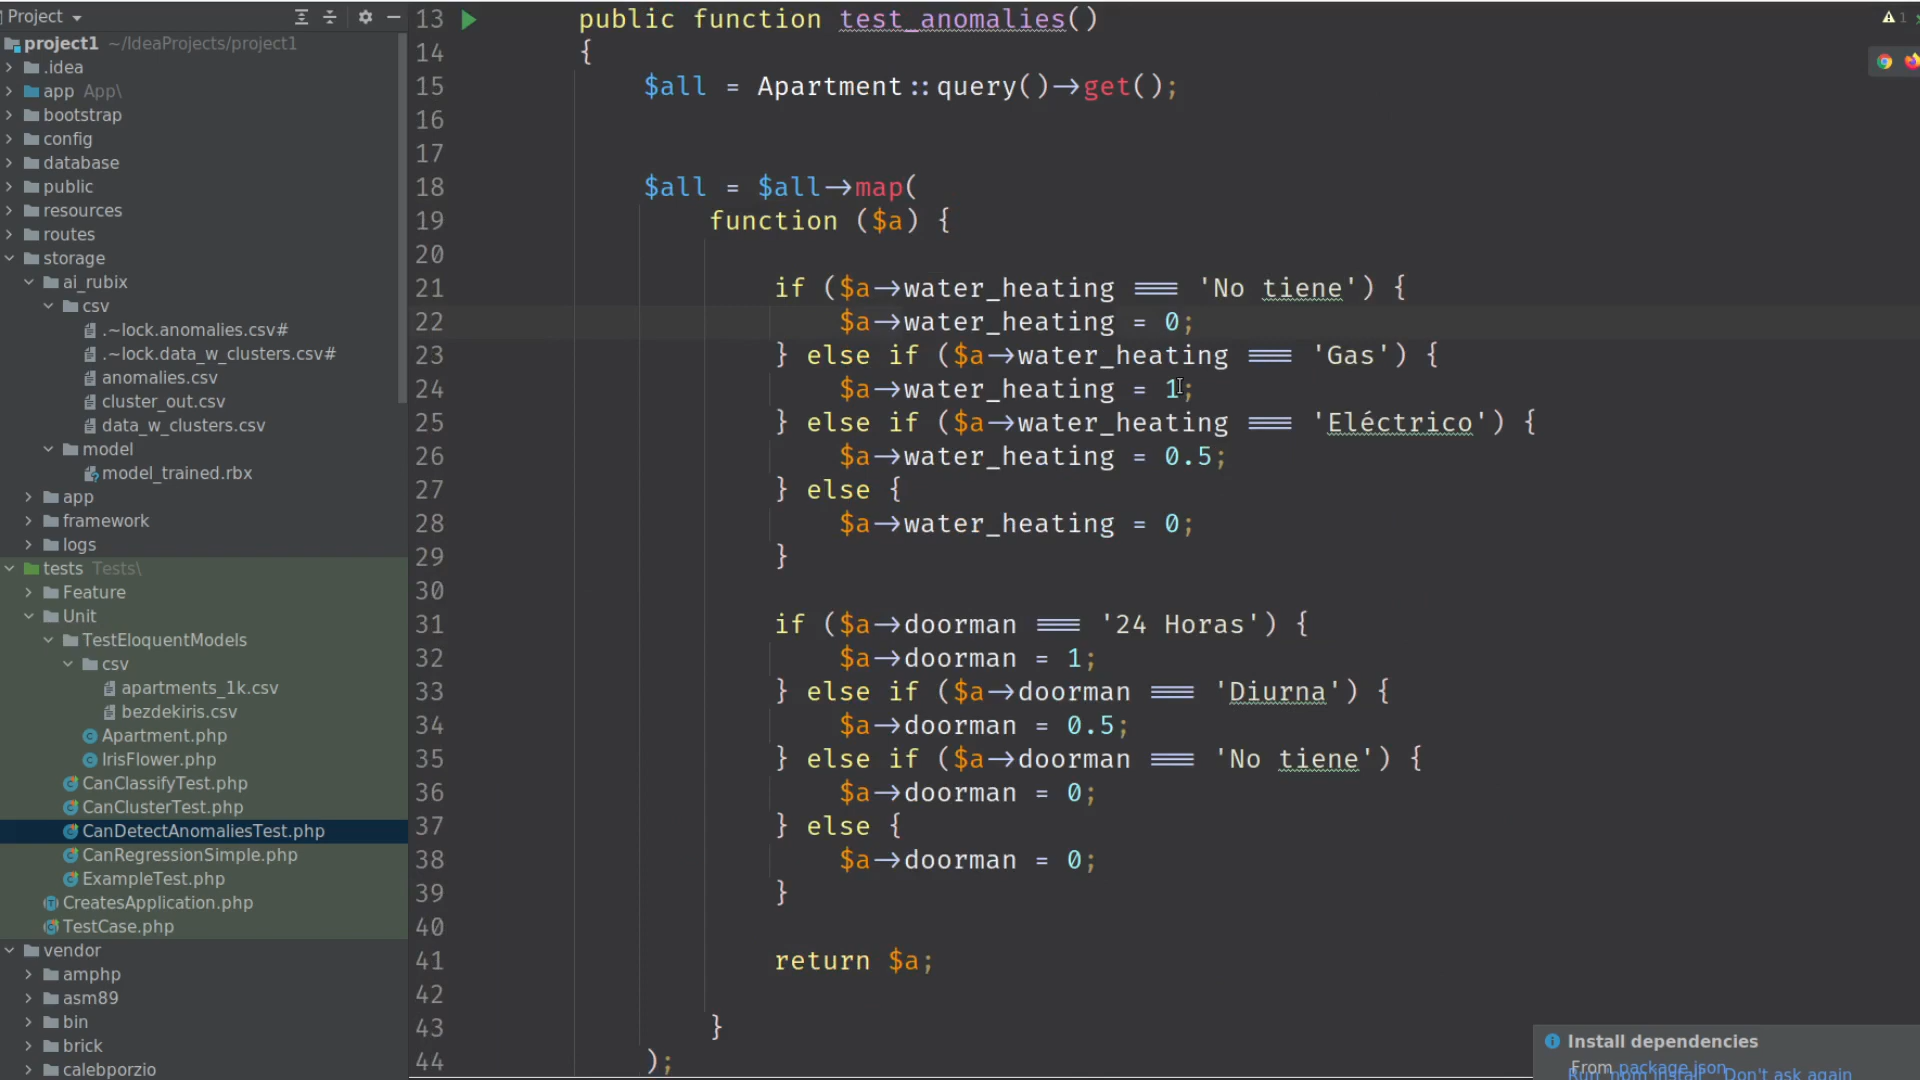 Project
project1 ~/IdeaProjects/project1
.idea
app App\
bootstrap
config
database
public
resources
routes
storage
ai_rubix
csv
.~lock.anomalies.csv#
.~lock.data_w_clusters.csv#
anomalies.csv
cluster_out.csv
data_w_clusters.csv
model
model_trained.rbx
app
framework
logs
tests Tests\
Feature
Unit
TestEloquentModels
csv
apartments_1k.csv
bezdekiris.csv
Apartment.php
IrisFlower.php
CanClassifyTest.php
CanClusterTest.php
CanDetectAnomaliesTest.php
CanRegressionSimple.php
ExampleTest.php
CreatesApplication.php
TestCase.php
vendor
amphp
asm89
bin
brick
calebporzio
13 public function test_anomalies()
14 {
15 $all = Apartment::query()->get();
16
17
18 $all = $all->map(
19 function ($a) {
20
21 if ($a->water_heating === 'No tiene') {
22 $a->water_heating = 0;
23 } else if ($a->water_heating === 'Gas') {
24 $a->water_heating = 1;
25 } else if ($a->water_heating === 'Eléctrico') {
26 $a->water_heating = 0.5;
27 } else {
28 $a->water_heating = 0;
29 }
30
31 if ($a->doorman === '24 Horas') {
32 $a->doorman = 1;
33 } else if ($a->doorman === 'Diurna') {
34 $a->doorman = 0.5;
35 } else if ($a->doorman === 'No tiene') {
36 $a->doorman = 0;
37 } else {
38 $a->doorman = 0;
39 }
40
41 return $a;
42
43 }
44 );
1
Install dependencies
From package.json
Run 'npm install' Don't ask again